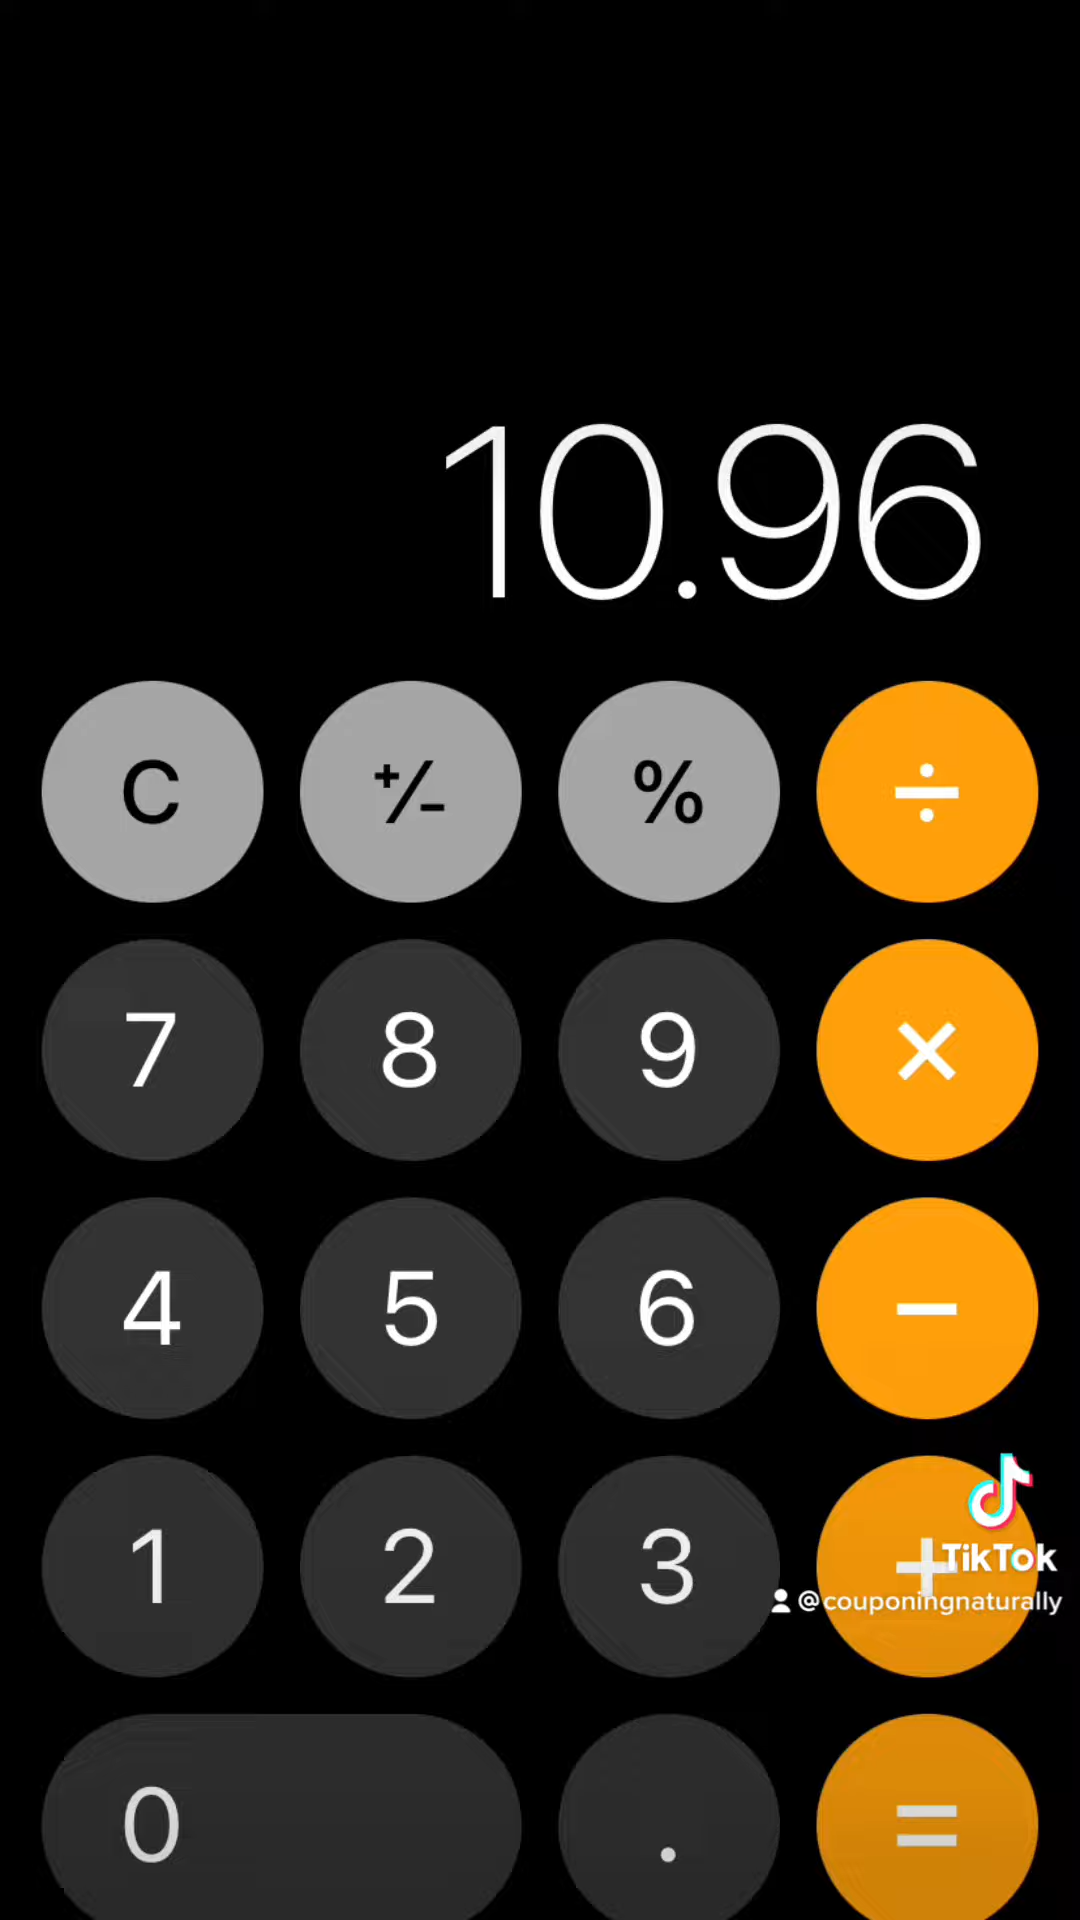 10.96
C ⁺∕₋ % ÷
7 8 9 ×
4 5 6 −
1 2 3 +
TikTok
@couponingnaturally
0 . =